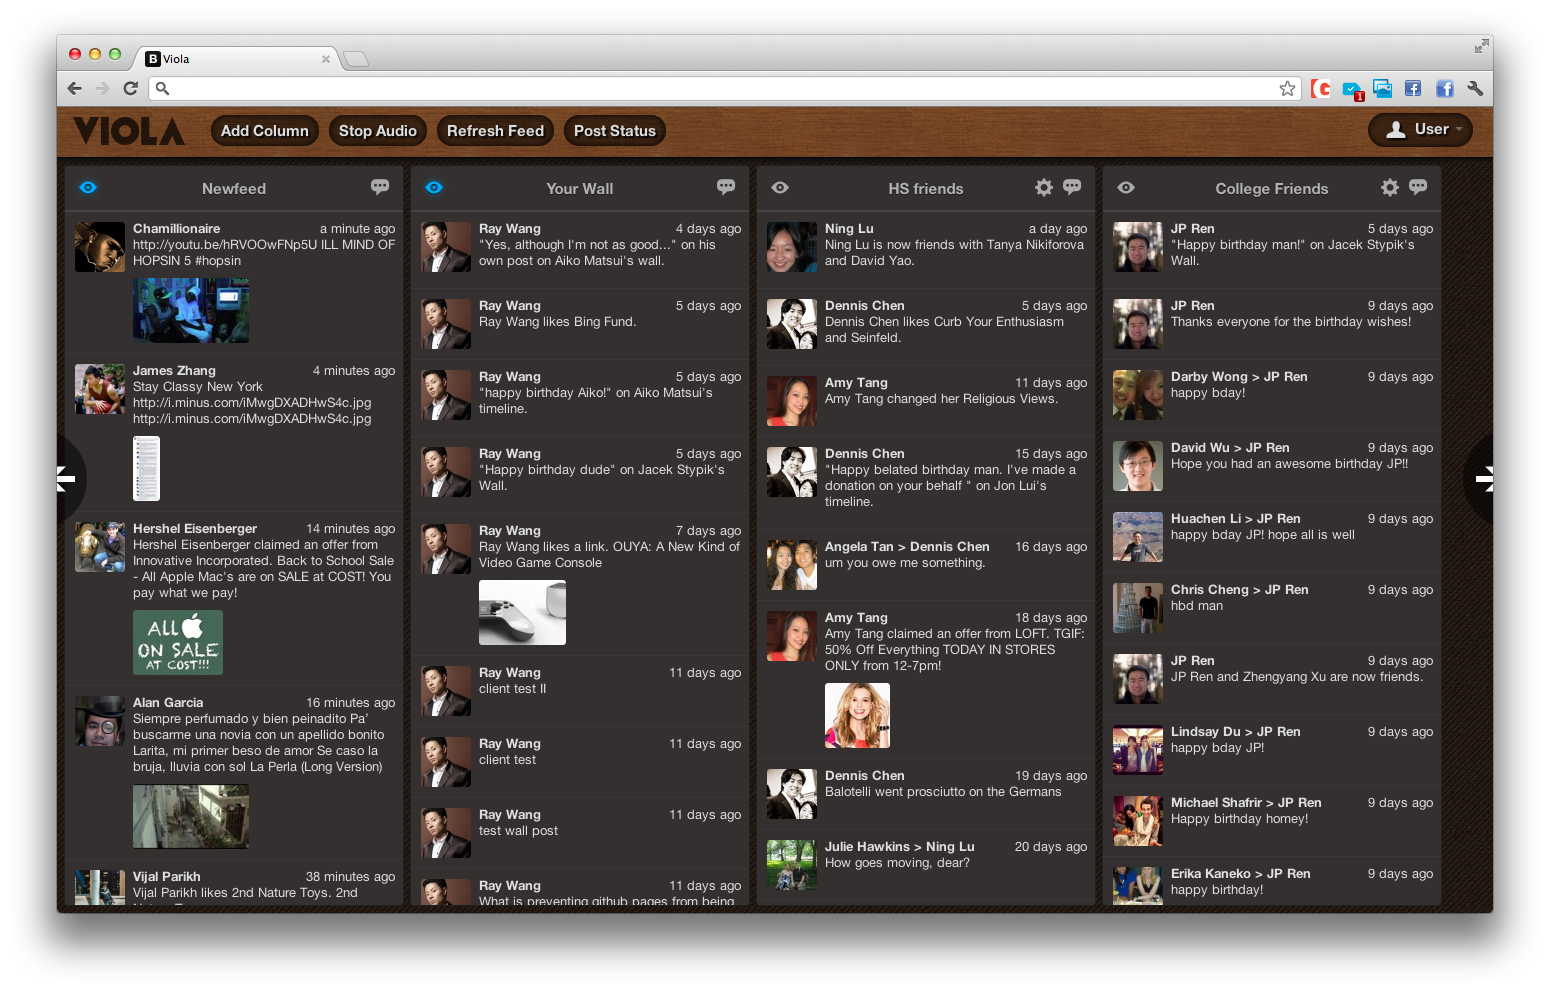 B Viola
1
VIOLA
Add Column
Stop Audio
Refresh Feed
Post Status
User
Newfeed
Chamillionaire a minute ago
http://youtu.be/hRVOOwFNp5U ILL MIND OF
HOPSIN 5 #hopsin
James Zhang 4 minutes ago
Stay Classy New York
http://i.minus.com/iMwgDXADHwS4c.jpg
http://i.minus.com/iMwgDXADHwS4c.jpg
Hershel Eisenberger 14 minutes ago
Hershel Eisenberger claimed an offer from
Innovative Incorporated. Back to School Sale
- All Apple Mac's are on SALE at COST! You
pay what we pay!
ALL
ON SALE
AT COST!!!
Alan Garcia 16 minutes ago
Siempre perfumado y bien peinadito Pa'
buscarme una novia con un apellido bonito
Larita, mi primer beso de amor Se caso la
bruja, lluvia con sol La Perla (Long Version)
Vijal Parikh 38 minutes ago
Vijal Parikh likes 2nd Nature Toys. 2nd
Your Wall
Ray Wang 4 days ago
"Yes, although I'm not as good..." on his
own post on Aiko Matsui's wall.
Ray Wang 5 days ago
Ray Wang likes Bing Fund.
Ray Wang 5 days ago
"happy birthday Aiko!" on Aiko Matsui's
timeline.
Ray Wang 5 days ago
"Happy birthday dude" on Jacek Stypik's
Wall.
Ray Wang 7 days ago
Ray Wang likes a link. OUYA: A New Kind of
Video Game Console
Ray Wang 11 days ago
client test II
Ray Wang 11 days ago
client test
Ray Wang 11 days ago
test wall post
Ray Wang 11 days ago
What is preventing github pages from being
HS friends
Ning Lu a day ago
Ning Lu is now friends with Tanya Nikiforova
and David Yao.
Dennis Chen 5 days ago
Dennis Chen likes Curb Your Enthusiasm
and Seinfeld.
Amy Tang 11 days ago
Amy Tang changed her Religious Views.
Dennis Chen 15 days ago
"Happy belated birthday man. I've made a
donation on your behalf " on Jon Lui's
timeline.
Angela Tan > Dennis Chen 16 days ago
um you owe me something.
Amy Tang 18 days ago
Amy Tang claimed an offer from LOFT. TGIF:
50% Off Everything TODAY IN STORES
ONLY from 12-7pm!
Dennis Chen 19 days ago
Balotelli went prosciutto on the Germans
Julie Hawkins > Ning Lu 20 days ago
How goes moving, dear?
College Friends
JP Ren 5 days ago
"Happy birthday man!" on Jacek Stypik's
Wall.
JP Ren 9 days ago
Thanks everyone for the birthday wishes!
Darby Wong > JP Ren 9 days ago
happy bday!
David Wu > JP Ren 9 days ago
Hope you had an awesome birthday JP!!
Huachen Li > JP Ren 9 days ago
happy bday JP! hope all is well
Chris Cheng > JP Ren 9 days ago
hbd man
JP Ren 9 days ago
JP Ren and Zhengyang Xu are now friends.
Lindsay Du > JP Ren 9 days ago
happy bday JP!
Michael Shafrir > JP Ren 9 days ago
Happy birthday homey!
Erika Kaneko > JP Ren 9 days ago
happy birthday!